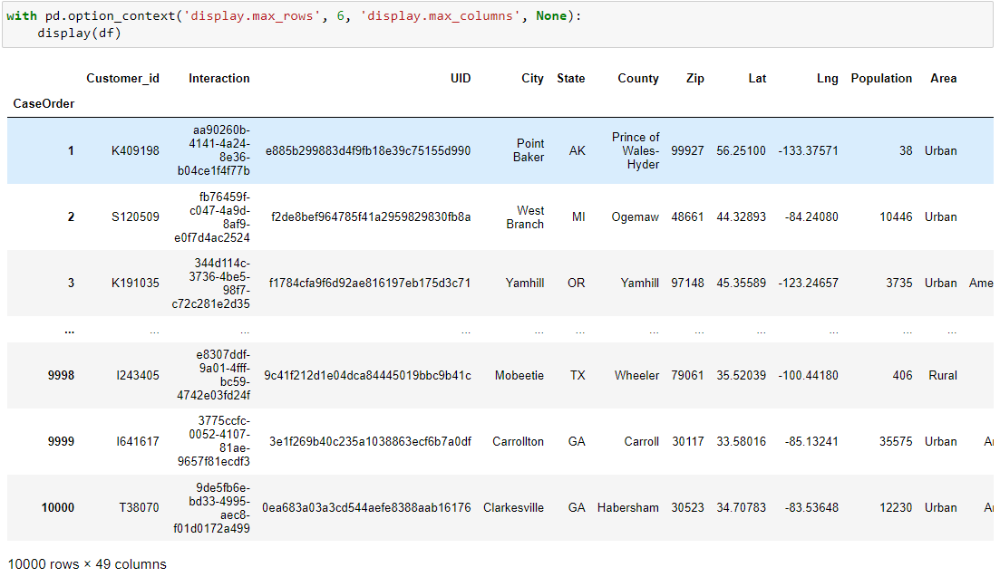 with pd.option_context('display.max_rows', 6, 'display.max_columns', None):
display(df)
Customer_id Interaction UID City State County Zip Lat Lng Population Area
CaseOrder
1 K409198 aa90260b-4141-4a24-8e36-b04ce1f4f77b e885b299883d4f9fb18e39c75155d990 Point Baker AK Prince of Wales-Hyder 99927 56.25100 -133.37571 38 Urban
2 S120509 fb76459f-c047-4a9d-8af9-e0f7d4ac2524 f2de8bef964785f41a2959829830fb8a West Branch MI Ogemaw 48661 44.32893 -84.24080 10446 Urban
3 K191035 344d114c-3736-4be5-98f7-c72c281e2d35 f1784cfa9f6d92ae816197eb175d3c71 Yamhill OR Yamhill 97148 45.35589 -123.24657 3735 Urban Ame
... ... ... ... ... ... ... ... ... ... ... ...
9998 I243405 e8307ddf-9a01-4fff-bc59-4742e03fd24f 9c41f212d1e04dca84445019bbc9b41c Mobeetie TX Wheeler 79061 35.52039 -100.44180 406 Rural
9999 I641617 3775ccfc-0052-4107-81ae-9657f81ecdf3 3e1f269b40c235a1038863ecf6b7a0df Carrollton GA Carroll 30117 33.58016 -85.13241 35575 Urban
10000 T38070 9de5fb6e-bd33-4995-aec8-f01d0172a499 0ea683a03a3cd544aefe8388aab16176 Clarkesville GA Habersham 30523 34.70783 -83.53648 12230 Urban
10000 rows × 49 columns